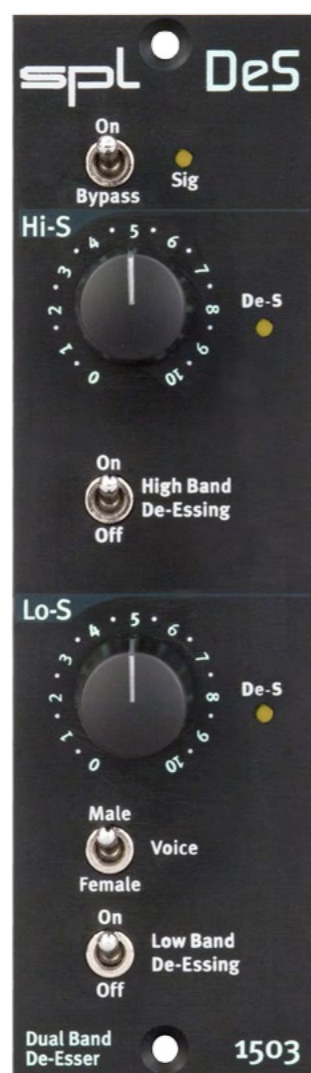 spl DeS
On
Bypass
Sig
Hi-S
0 1 2 3 4 5 6 7 8 9 10
De-S
On
Off
High Band
De-Essing
Lo-S
0 1 2 3 4 5 6 7 8 9 10
De-S
Male
Female
Voice
On
Off
Low Band
De-Essing
Dual Band
De-Esser
1503